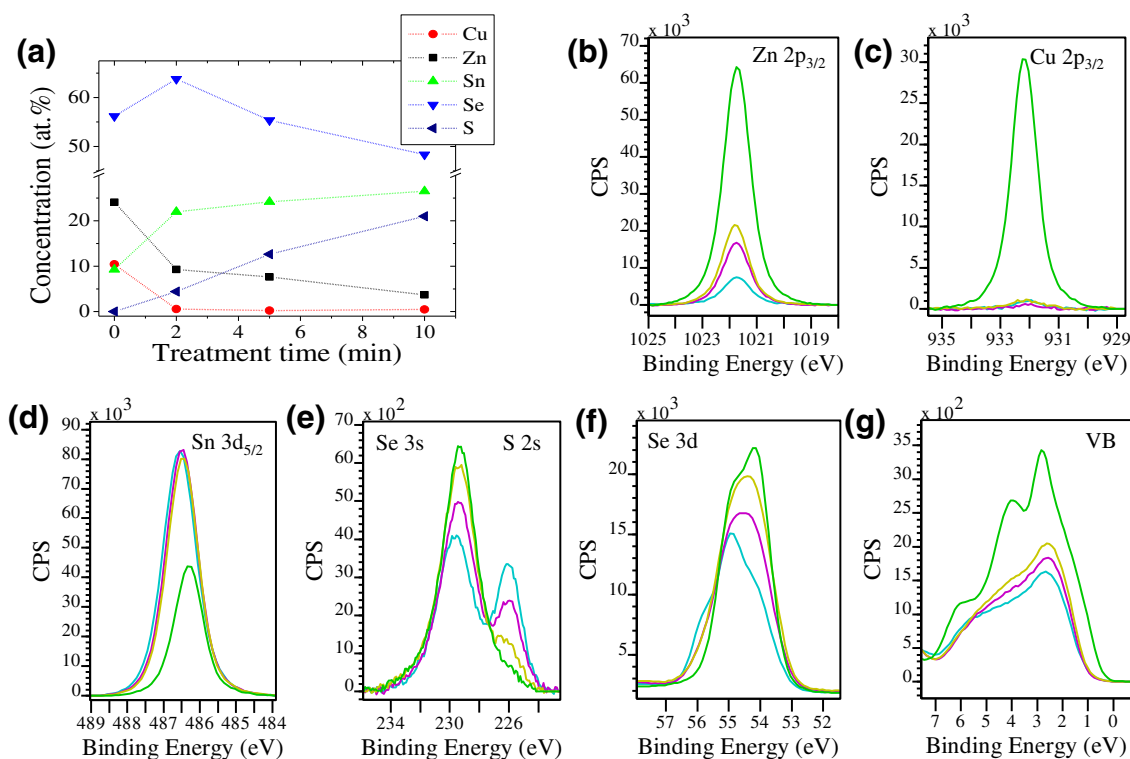 (a)
Cu
Zn
Sn
Se
S
Concentration (at.%)
60
50
20
10
0
0 2 4 6 8 10
Treatment time (min)
(b)
x 10³
Zn 2p3/2
70
60
50
40
30
20
10
0
CPS
1025 1023 1021 1019
Binding Energy (eV)
(c)
x 10³
Cu 2p3/2
30
25
20
15
10
5
0
CPS
935 933 931 929
Binding Energy (eV)
(d)
x 10³
Sn 3d5/2
90
80
70
60
50
40
30
20
10
0
CPS
489 488 487 486 485 484
Binding Energy (eV)
(e)
x 10²
Se 3s S 2s
70
60
50
40
30
20
10
0
CPS
234 230 226
Binding Energy (eV)
(f)
x 10³
Se 3d
20
15
10
5
0
CPS
57 56 55 54 53 52
Binding Energy (eV)
(g)
x 10²
VB
35
30
25
20
15
10
5
0
CPS
7 6 5 4 3 2 1 0
Binding Energy (eV)